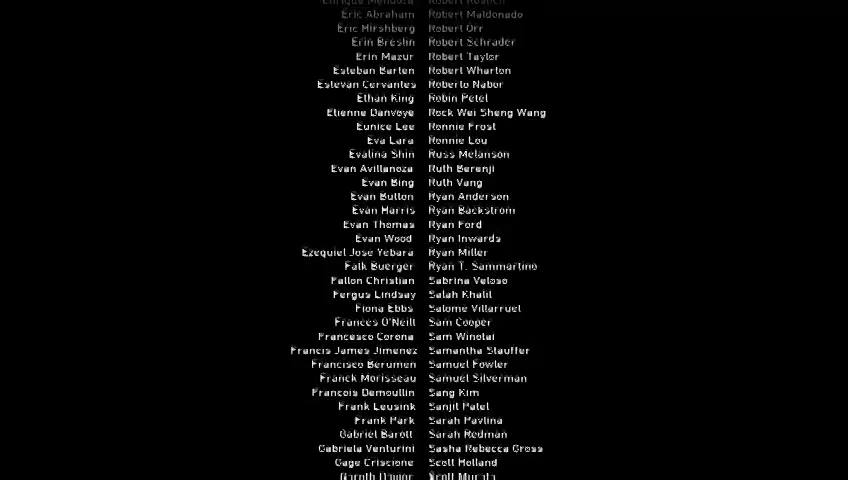 Eric Abraham Robert Maldonado
Eric Hirshberg Robert Orr
Erin Breslin Robert Schrader
Erin Mazur Robert Taylor
Esteban Barten Robert Wharton
Estevan Cervantes Roberto Nabor
Ethan King Robin Petel
Etienne Danvoye Rock Wei Sheng Wang
Eunice Lee Ronnie Frost
Eva Lara Ronnie Lou
Evalina Shin Russ Melanson
Evan Avillanoza Ruth Berenji
Evan Bing Ruth Vang
Evan Button Ryan Anderson
Evan Harris Ryan Backstrom
Evan Thomas Ryan Ford
Evan Wood Ryan Inwards
Ezequiel Jose Yebara Ryan Miller
Falk Buerger Ryan T. Sammartino
Fallon Christian Sabrina Veloso
Fergus Lindsay Salah Khalil
Fiona Ebbs Salome Villarruel
Frances O'Neill Sam Cooper
Francesco Corona Sam Winolai
Francis James Jimenez Samantha Stauffer
Francisco Berumen Samuel Fowler
Franck Morisseau Samuel Silverman
Francois Demoullin Sang Kim
Frank Leusink Sanjit Patel
Frank Park Sarah Pavlina
Gabriel Barott Sarah Redman
Gabriela Venturini Sasha Rebecca Gross
Gage Criscione Scott Holland